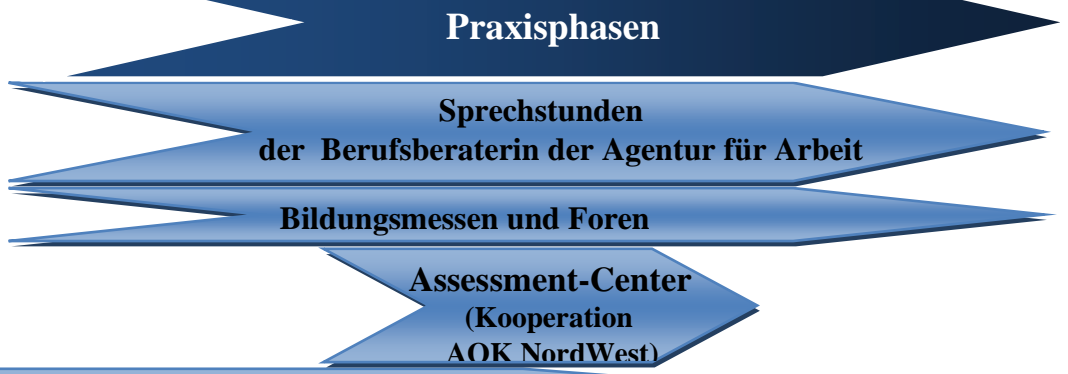 Praxisphasen
Sprechstunden
der Berufsberaterin der Agentur für Arbeit
Bildungsmessen und Foren
Assessment-Center
(Kooperation
AOK NordWest)